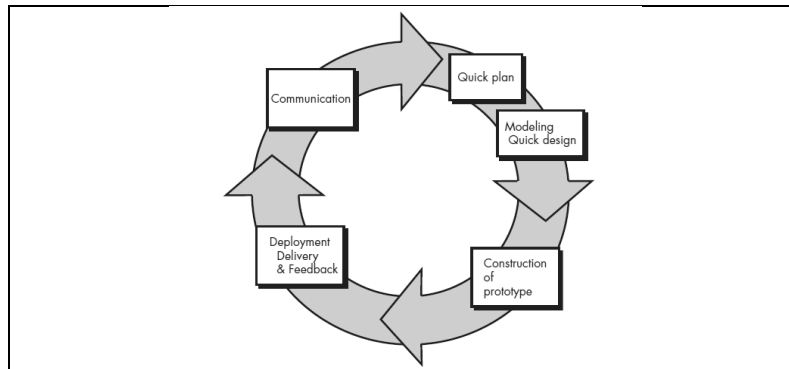 Communication
Quick plan
Modeling
Quick design
Construction
of
prototype
Deployment
Delivery
& Feedback